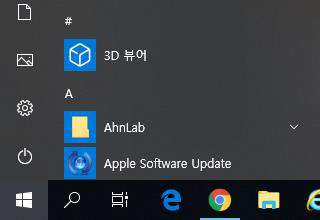 #
3D 뷰어
A
AhnLab
Apple Software Update